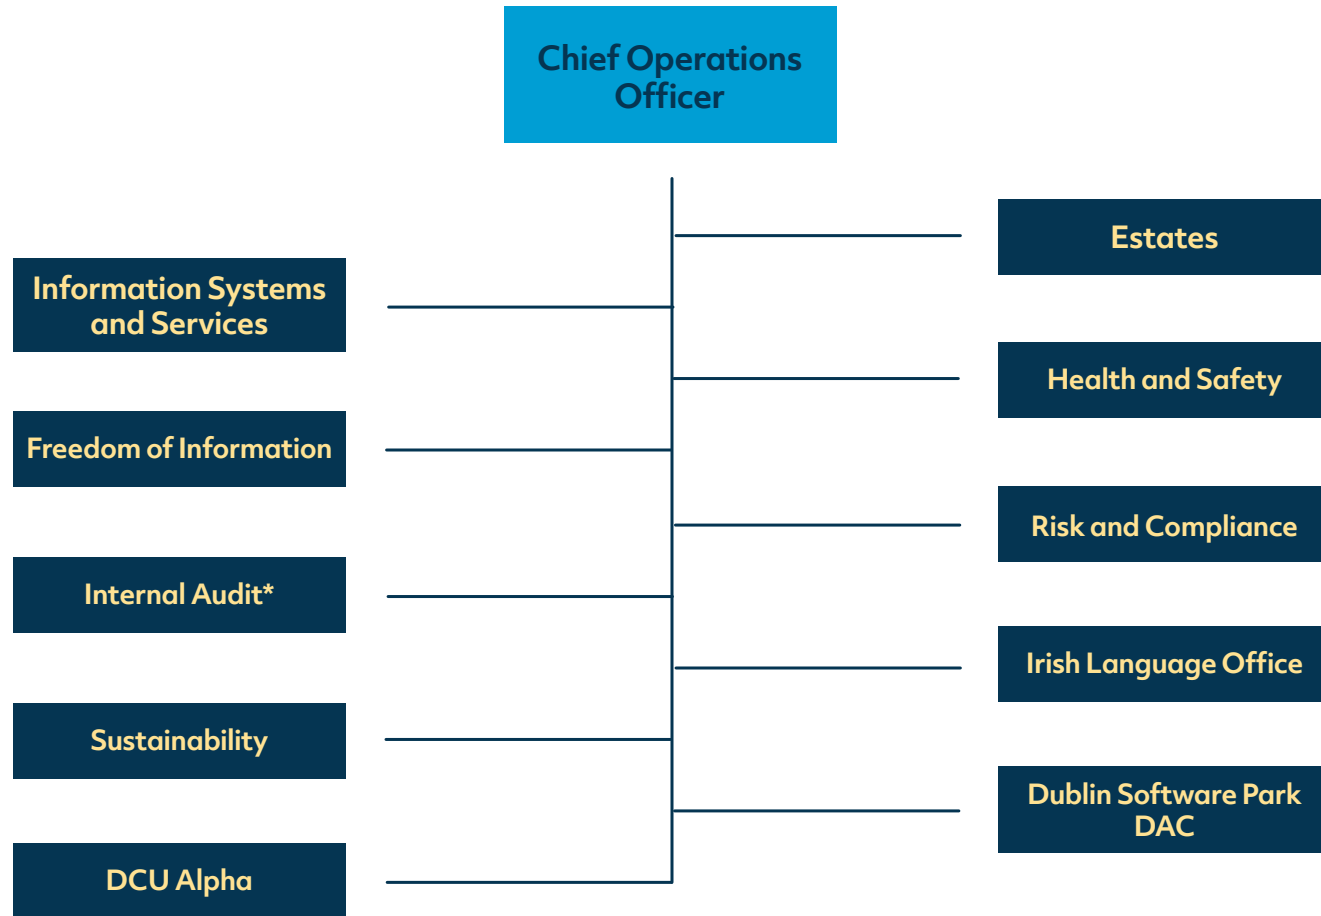 Chief Operations
Officer
Estates
Information Systems
and Services
Health and Safety
Freedom of Information
Risk and Compliance
Internal Audit*
Irish Language Office
Sustainability
Dublin Software Park
DAC
DCU Alpha